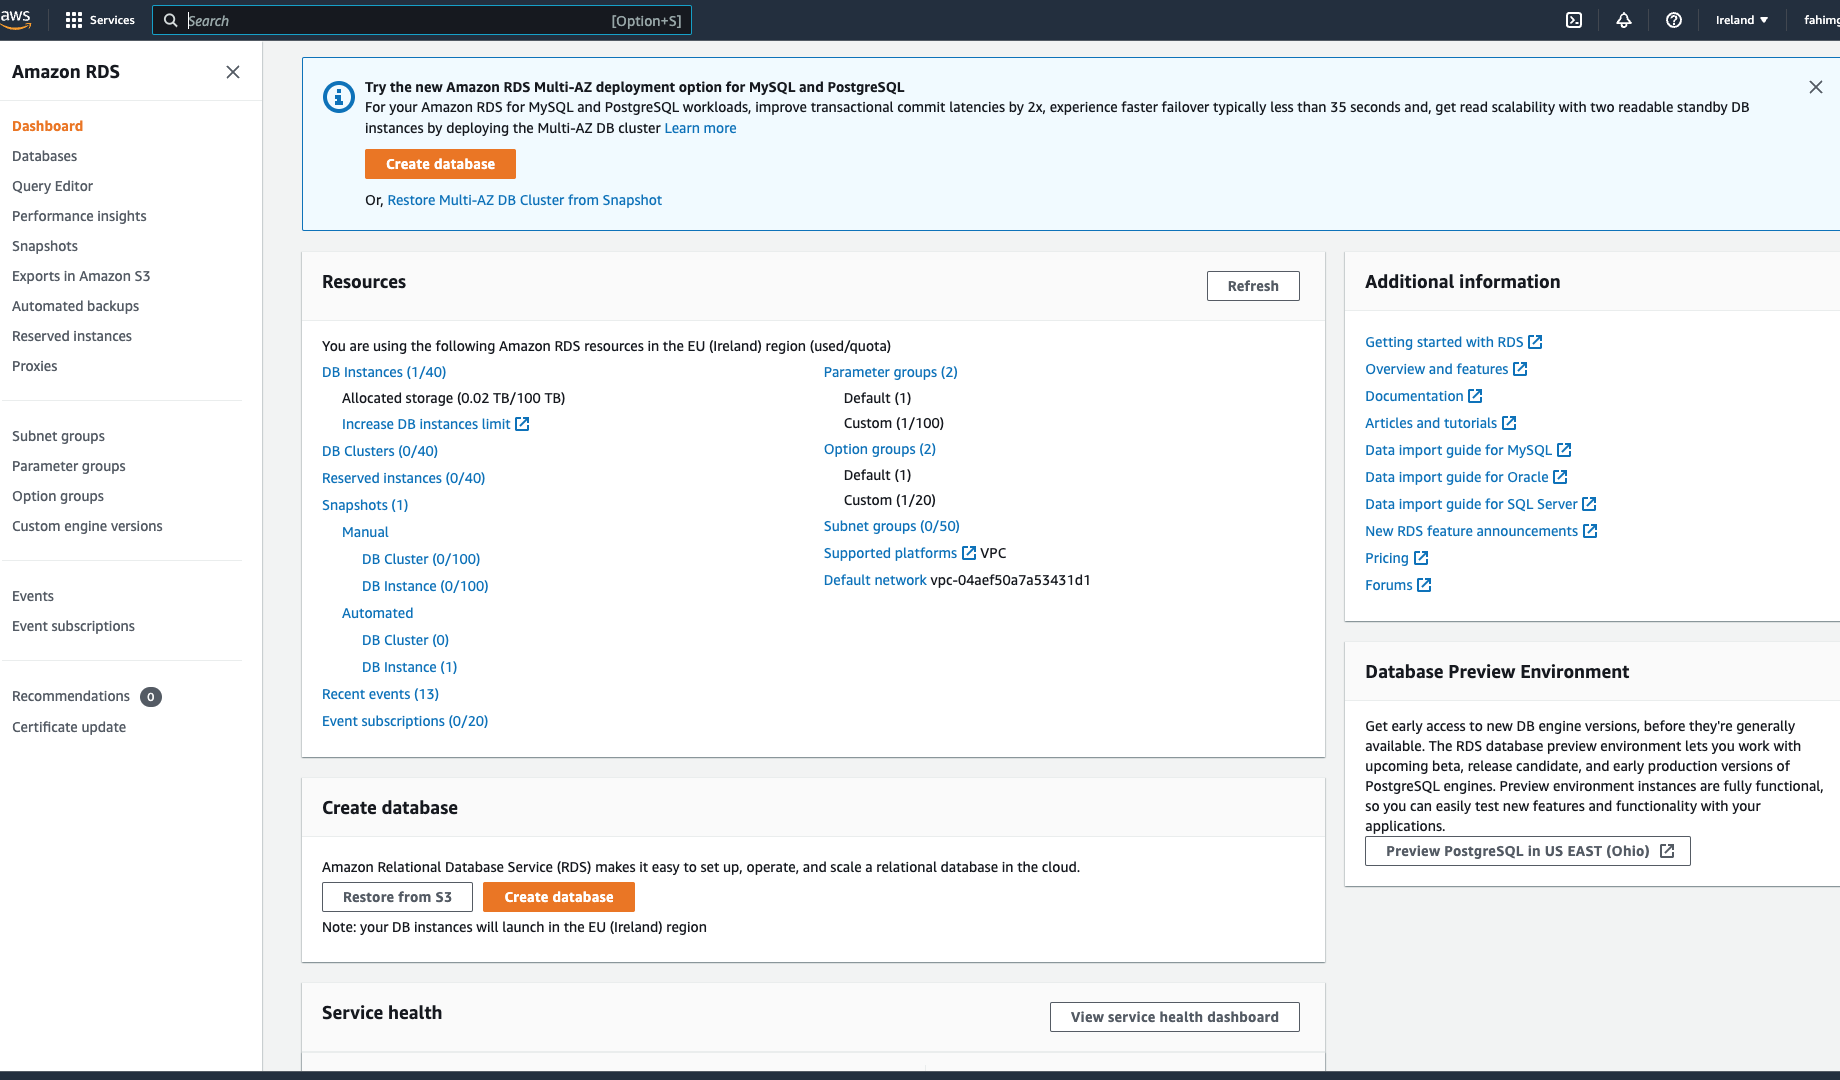 aws
Services
Search
[Option+S]
Ireland
Amazon RDS
Dashboard
Databases
Query Editor
Performance insights
Snapshots
Exports in Amazon S3
Automated backups
Reserved instances
Proxies
Subnet groups
Parameter groups
Option groups
Custom engine versions
Events
Event subscriptions
Recommendations 0
Certificate update
Try the new Amazon RDS Multi-AZ deployment option for MySQL and PostgreSQL
For your Amazon RDS for MySQL and PostgreSQL workloads, improve transactional commit latencies by 2x, experience faster failover typically less than 35 seconds and, get read scalability with two readable standby DB
instances by deploying the Multi-AZ DB cluster Learn more
Create database
Or, Restore Multi-AZ DB Cluster from Snapshot
Resources
Refresh
You are using the following Amazon RDS resources in the EU (Ireland) region (used/quota)
DB Instances (1/40)
Allocated storage (0.02 TB/100 TB)
Increase DB instances limit
DB Clusters (0/40)
Reserved instances (0/40)
Snapshots (1)
Manual
DB Cluster (0/100)
DB Instance (0/100)
Automated
DB Cluster (0)
DB Instance (1)
Recent events (13)
Event subscriptions (0/20)
Parameter groups (2)
Default (1)
Custom (1/100)
Option groups (2)
Default (1)
Custom (1/20)
Subnet groups (0/50)
Supported platforms VPC
Default network vpc-04aef50a7a53431d1
Create database
Amazon Relational Database Service (RDS) makes it easy to set up, operate, and scale a relational database in the cloud.
Restore from S3
Create database
Note: your DB instances will launch in the EU (Ireland) region
Service health
View service health dashboard
Additional information
Getting started with RDS
Overview and features
Documentation
Articles and tutorials
Data import guide for MySQL
Data import guide for Oracle
Data import guide for SQL Server
New RDS feature announcements
Pricing
Forums
Database Preview Environment
Get early access to new DB engine versions, before they're generally
available. The RDS database preview environment lets you work with
upcoming beta, release candidate, and early production versions of
PostgreSQL engines. Preview environment instances are fully functional,
so you can easily test new features and functionality with your
applications.
Preview PostgreSQL in US EAST (Ohio)